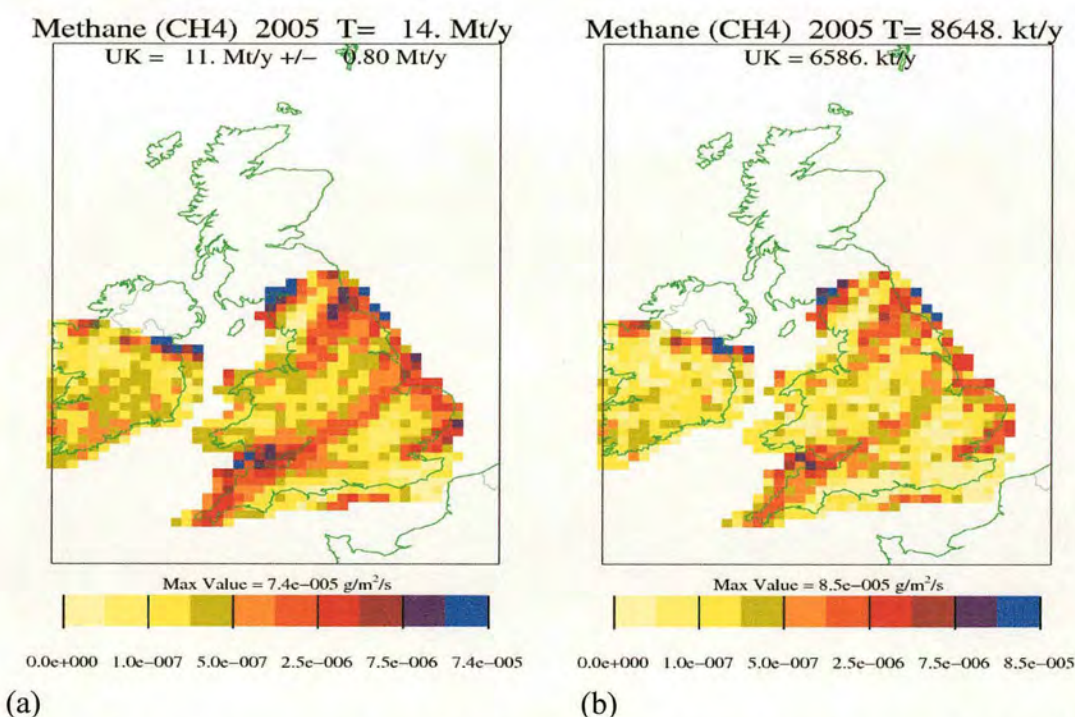 Methane (CH4) 2005 T= 14. Mt/y
UK = 11. Mt/y +/− 0.80 Mt/y
Max Value = 7.4e−005 g/m²/s
0.0e+000 1.0e−007 5.0e−007 2.5e−006 7.5e−006 7.4e−005
(a)
Methane (CH4) 2005 T= 8648. kt/y
UK = 6586. kt/y
Max Value = 8.5e−005 g/m²/s
0.0e+000 1.0e−007 5.0e−007 2.5e−006 7.5e−006 8.5e−005
(b)